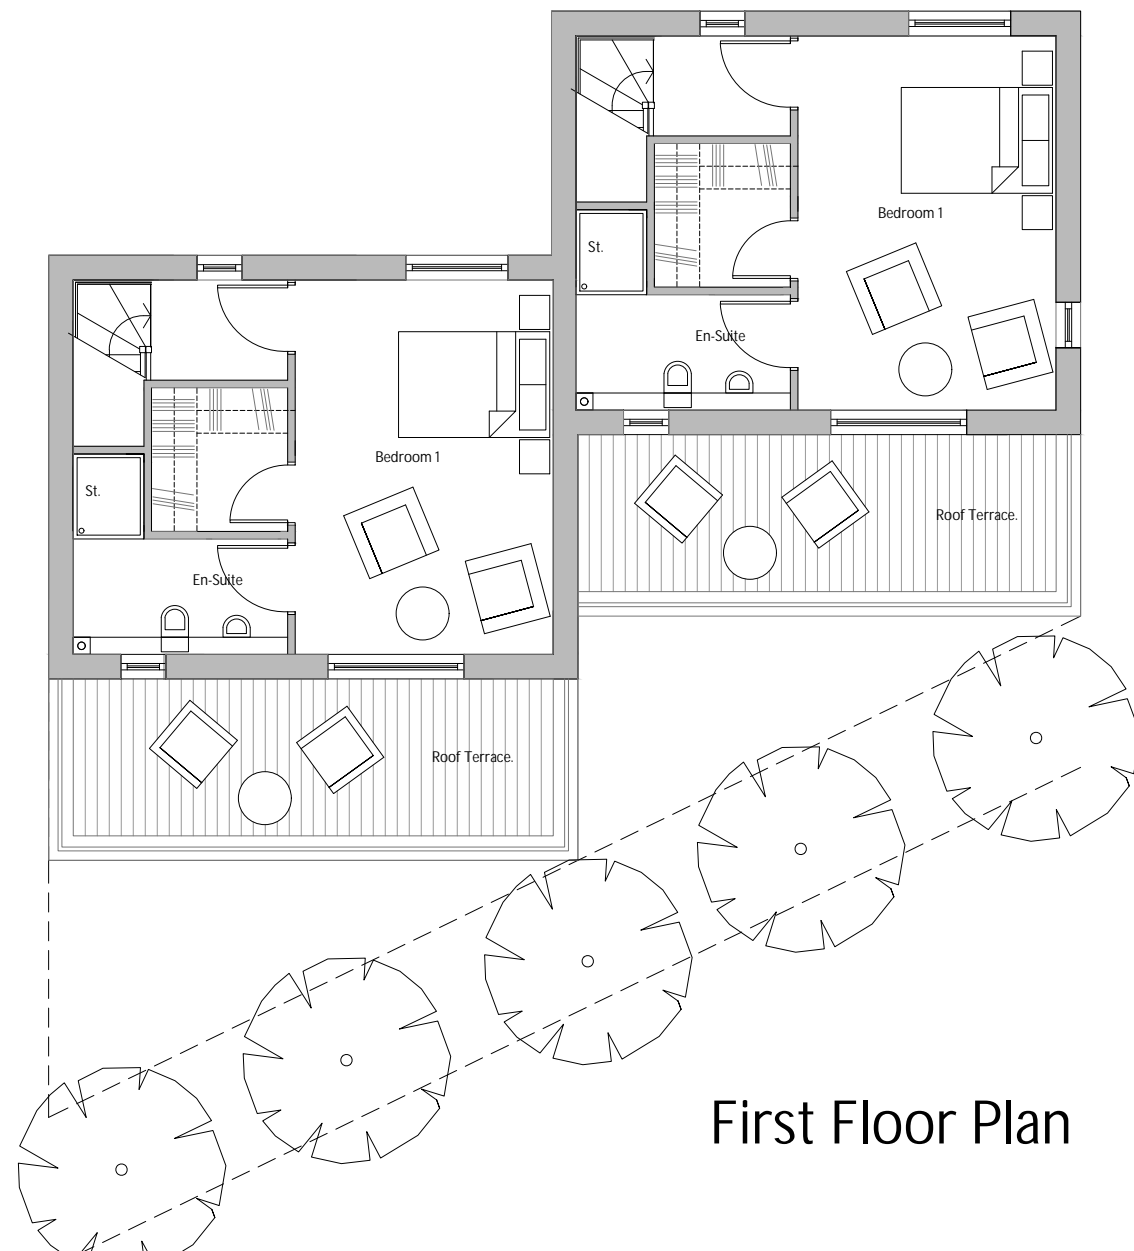 Bedroom 1
St.
En-Suite
Roof Terrace.
Bedroom 1
St.
En-Suite
Roof Terrace.
First Floor Plan